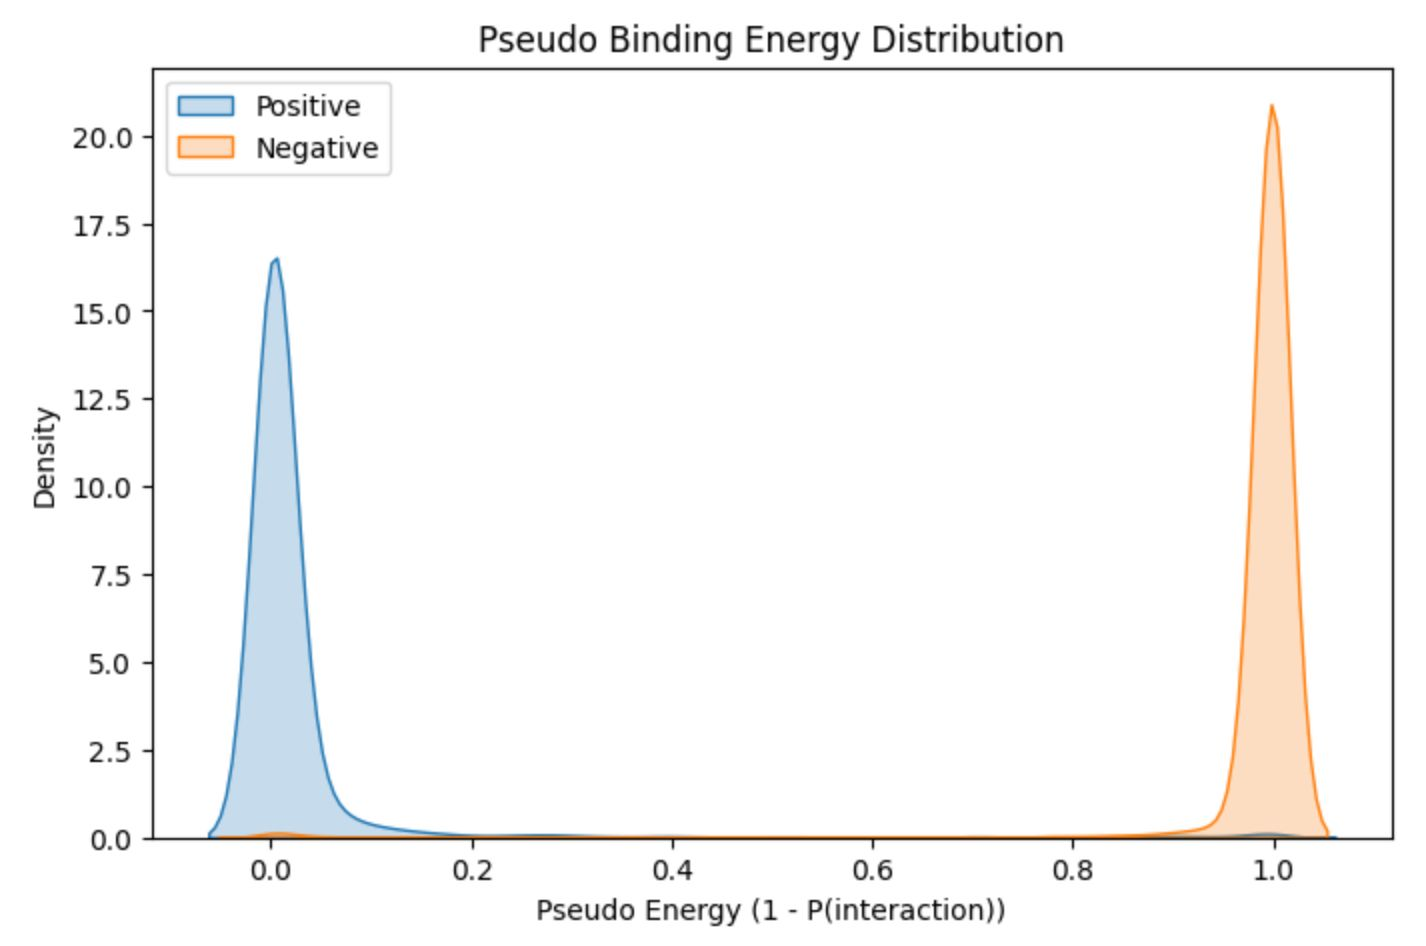 Pseudo Binding Energy Distribution
Positive
Negative
20.0
17.5
15.0
12.5
10.0
7.5
5.0
2.5
0.0
Density
0.0 0.2 0.4 0.6 0.8 1.0
Pseudo Energy (1 - P(interaction))